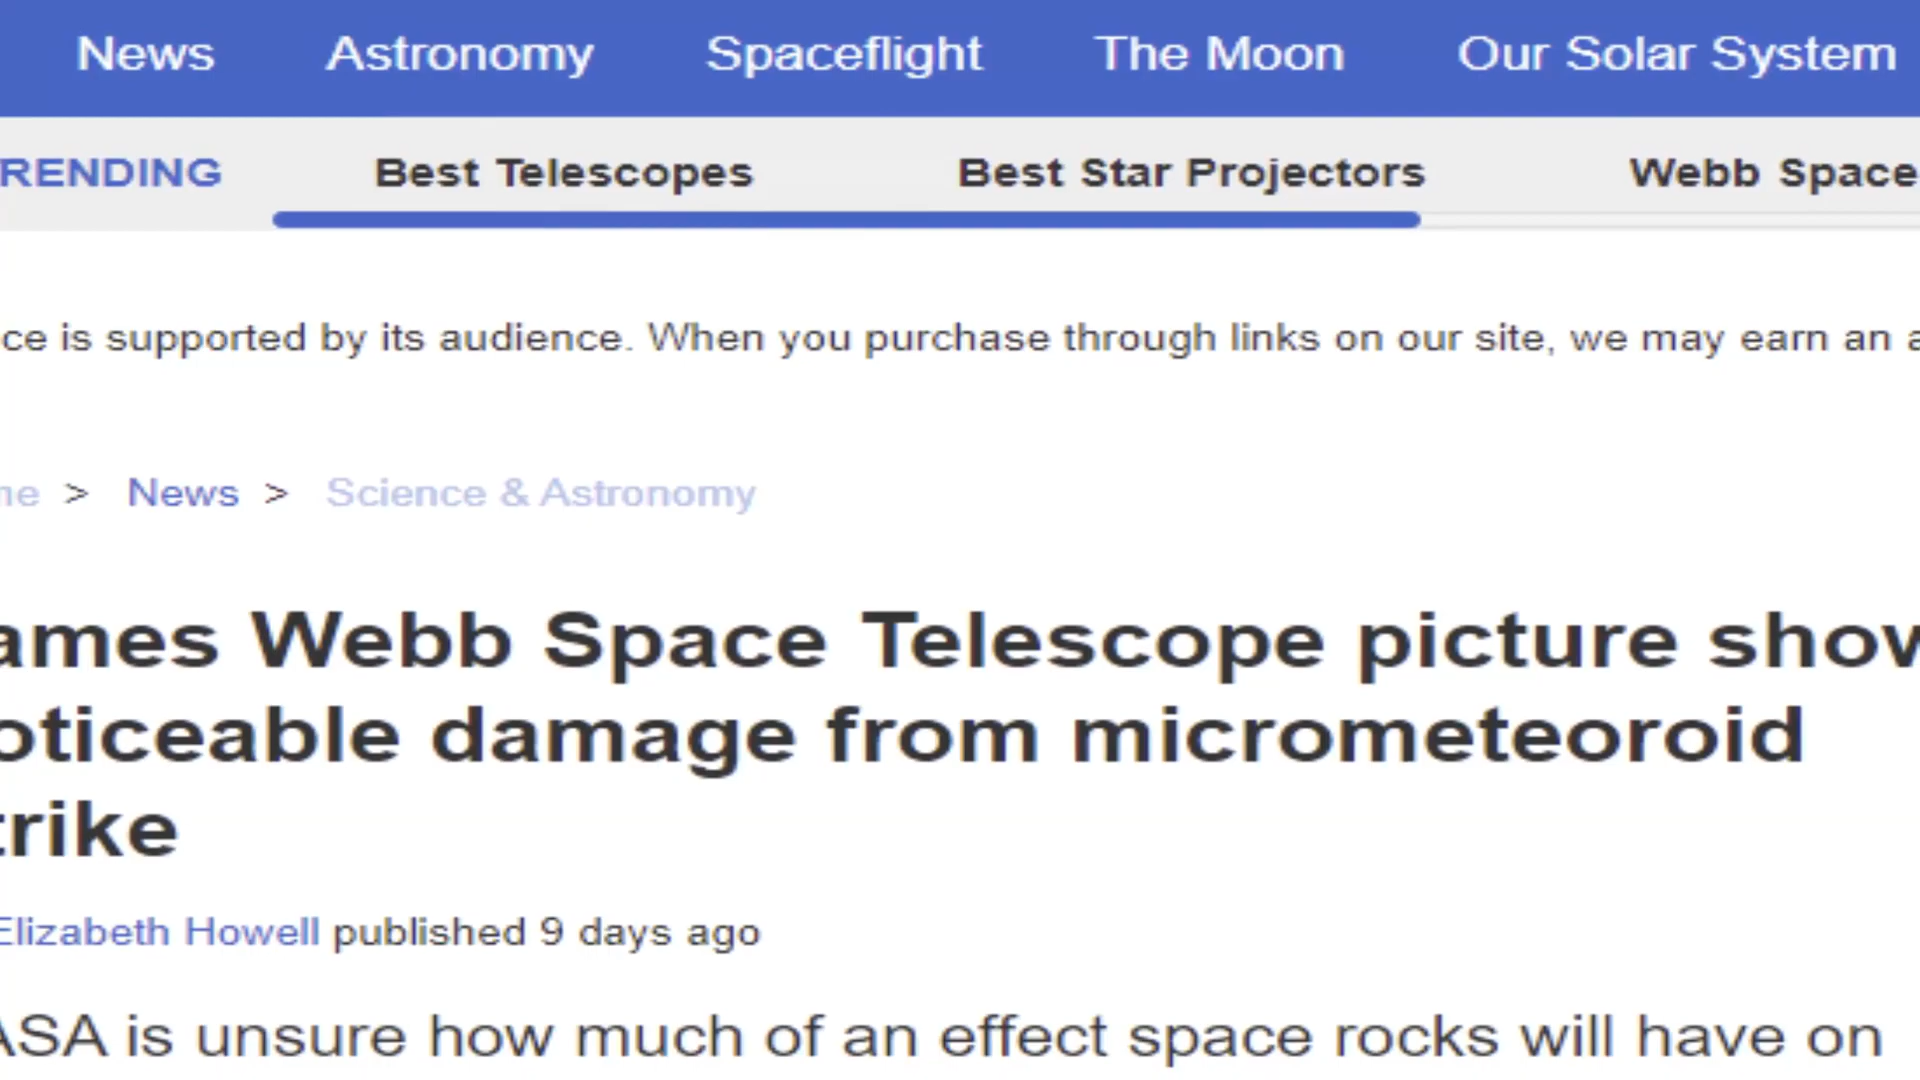 News Astronomy Spaceflight The Moon Our Solar System
RENDING Best Telescopes Best Star Projectors Webb Space
ce is supported by its audience. When you purchase through links on our site, we may earn an a
me > News > Science & Astronomy
ames Webb Space Telescope picture show
oticeable damage from micrometeoroid
trike
Elizabeth Howell published 9 days ago
ASA is unsure how much of an effect space rocks will have on